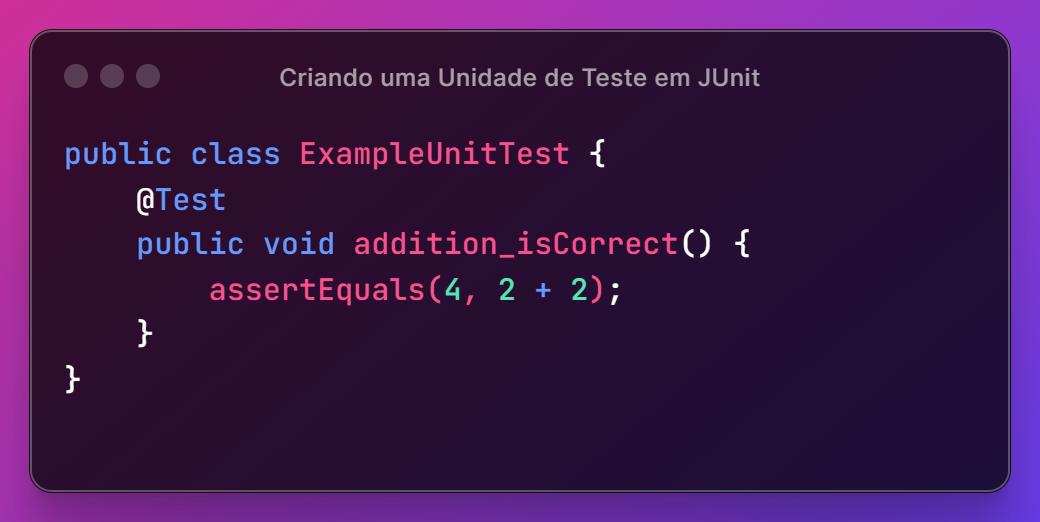 Criando uma Unidade de Teste em JUnit
public class ExampleUnitTest {
    @Test
    public void addition_isCorrect() {
        assertEquals(4, 2 + 2);
    }
}